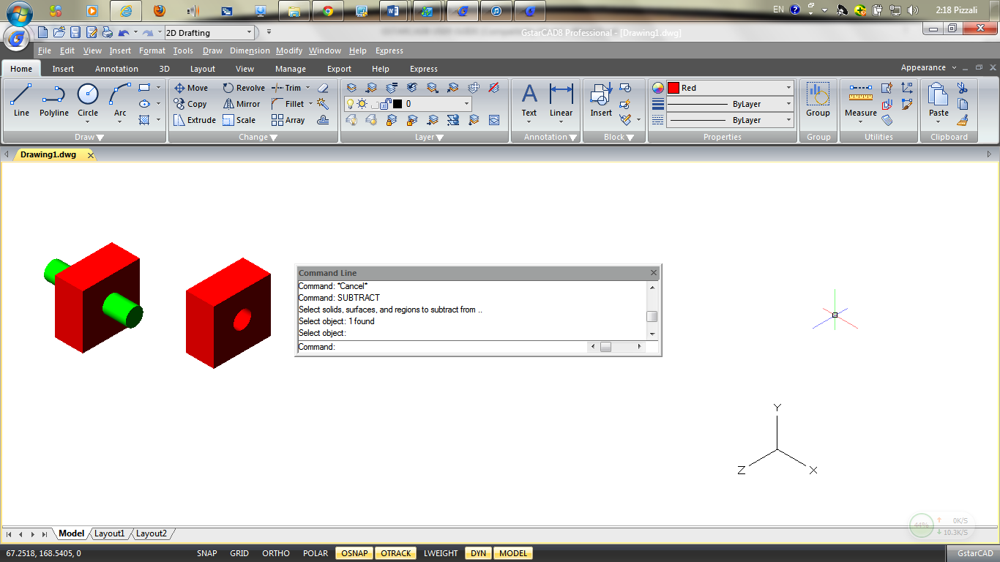 EN
2:18 Pizzali
2D Drafting
GstarCAD8 Professional - [Drawing1.dwg]
File Edit View Insert Format Tools Draw Dimension Modify Window Help Express
Home Insert Annotation 3D Layout View Manage Export Help Express Appearance
Line Polyline Circle Arc
Move Revolve Trim
Copy Mirror Fillet
Extrude Scale Array
0
Text Linear
Insert
Red
ByLayer
ByLayer
Group
Measure
Paste
Draw Change Layer Annotation Block Properties Group Utilities Clipboard
Drawing1.dwg
Command Line
Command: *Cancel*
Command: SUBTRACT
Select solids, surfaces, and regions to subtract from ..
Select object: 1 found
Select object:
Command:
Y
Z X
44% 0K/S
10.3K/S
Model Layout1 Layout2
67.2518, 168.5405, 0 SNAP GRID ORTHO POLAR OSNAP OTRACK LWEIGHT DYN MODEL GstarCAD